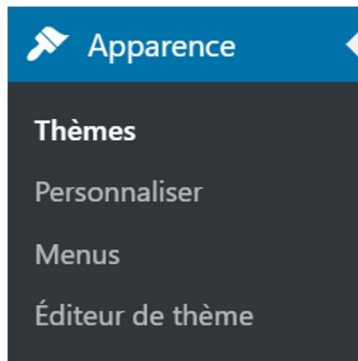 Apparence
Thèmes
Personnaliser
Menus
Éditeur de thème